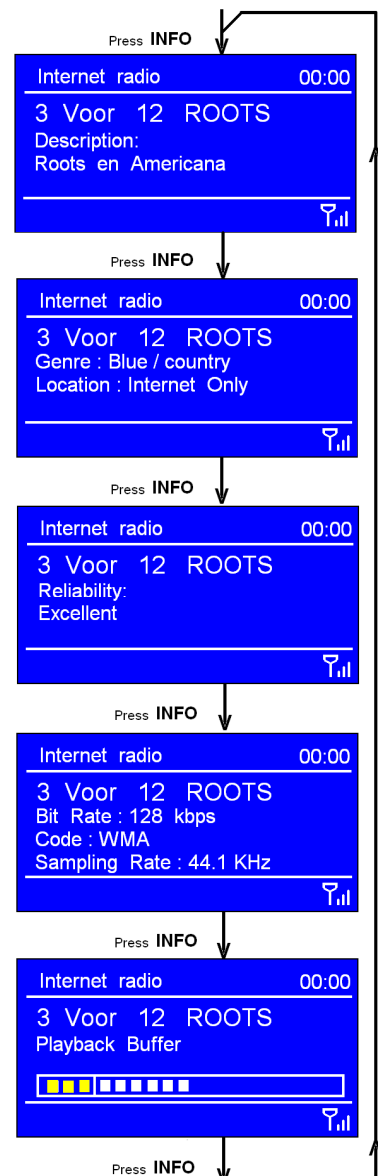 Press INFO
Internet radio 00:00
3 Voor 12 ROOTS
Description:
Roots en Americana
Press INFO
Internet radio 00:00
3 Voor 12 ROOTS
Genre : Blue / country
Location : Internet Only
Press INFO
Internet radio 00:00
3 Voor 12 ROOTS
Reliability:
Excellent
Press INFO
Internet radio 00:00
3 Voor 12 ROOTS
Bit Rate : 128 kbps
Code : WMA
Sampling Rate : 44.1 KHz
Press INFO
Internet radio 00:00
3 Voor 12 ROOTS
Playback Buffer
Press INFO